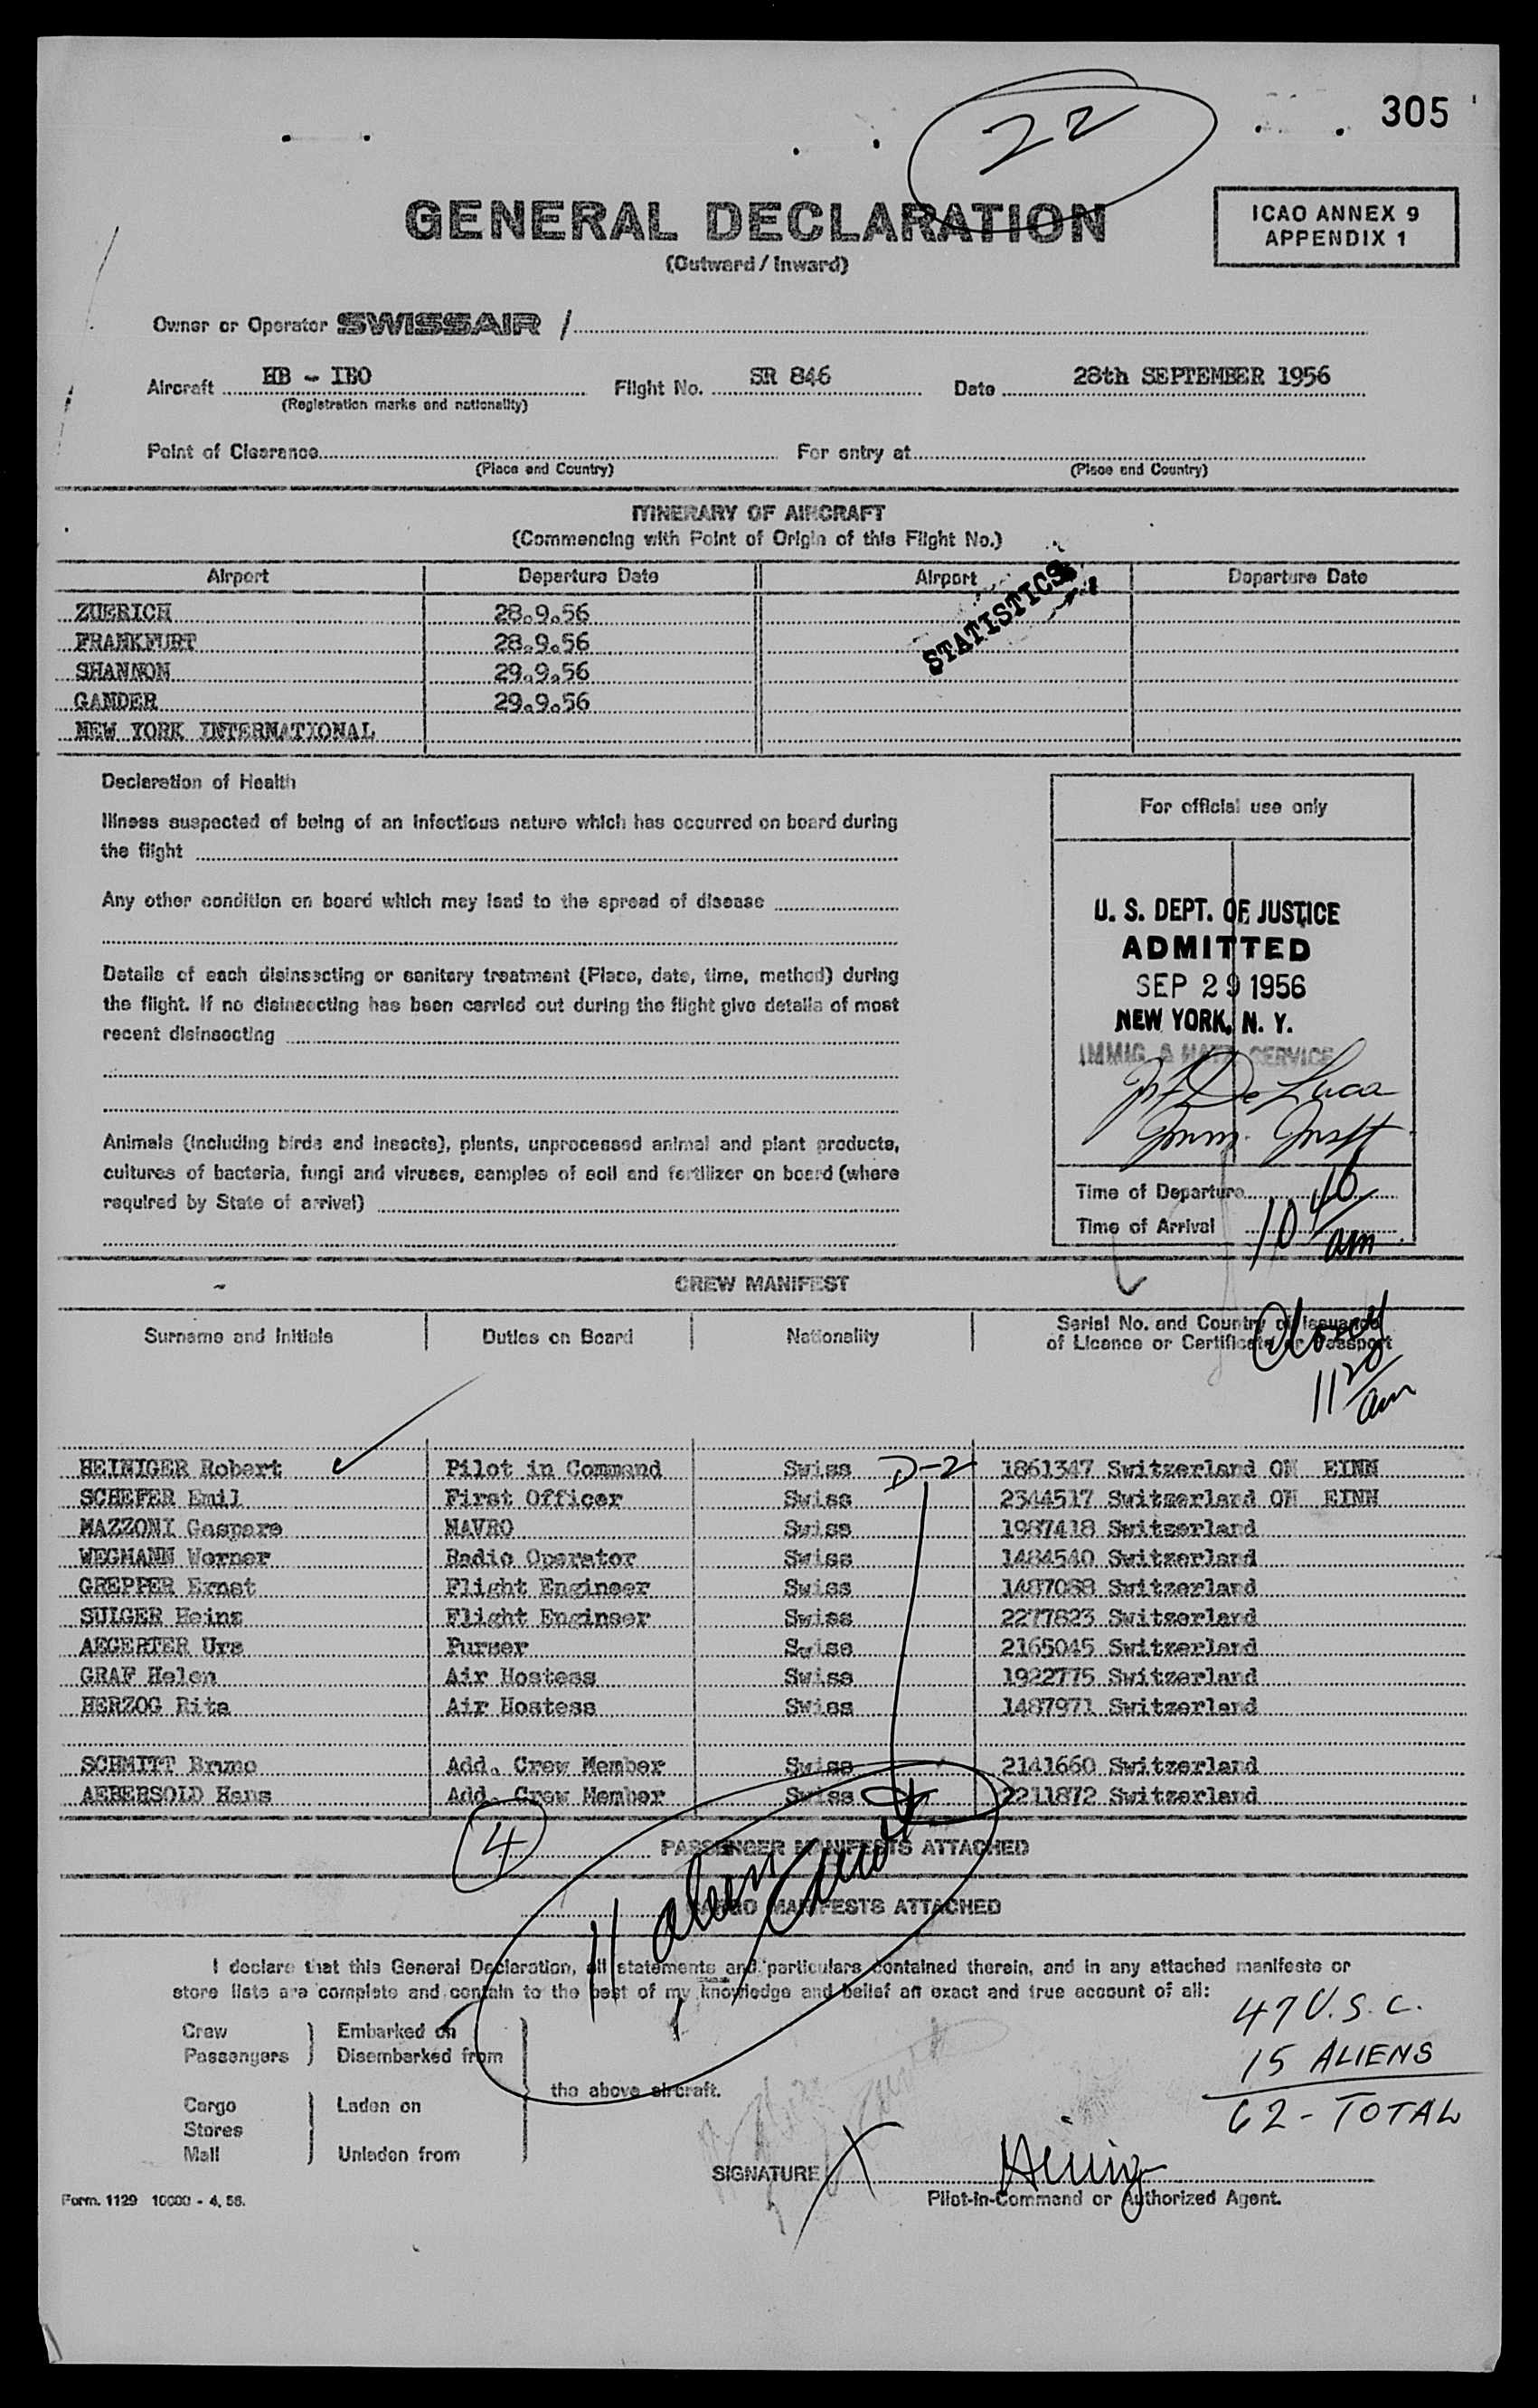 305
22
GENERAL DECLARATION
(Outward / Inward)
ICAO ANNEX 9
APPENDIX 1
Owner or Operator SWISSAIR /
Aircraft HB - IBO Flight No. SR 846 Date 28th SEPTEMBER 1956
(Registration marks and nationality)
Point of Clearance For entry at
(Place and Country) (Place and Country)
ITINERARY OF AIRCRAFT
(Commencing with Point of Origin of this Flight No.)
Airport Departure Date Airport Departure Date
STATISTICS
ZUERICH 28.9.56
FRANKFURT 28.9.56
SHANNON 29.9.56
GANDER 29.9.56
NEW YORK INTERNATIONAL
Declaration of Health
Illness suspected of being of an infectious nature which has occurred on board during
the flight
Any other condition on board which may lead to the spread of disease
Details of each disinsecting or sanitary treatment (Place, date, time, method) during
the flight. If no disinsecting has been carried out during the flight give details of most
recent disinsecting
Animals (including birds and insects), plants, unprocessed animal and plant products,
cultures of bacteria, fungi and viruses, samples of soil and fertilizer on board (where
required by State of arrival)
For official use only
U. S. DEPT. OF JUSTICE
ADMITTED
SEP 29 1956
NEW YORK, N. Y.
IMMIG. & NATZ. SERVICE
De Luca
Imm. Inspt
Time of Departure
Time of Arrival 10 40 am
CREW MANIFEST
Surname and Initials Duties on Board Nationality Serial No. and Country of Issuance
of Licence or Certificate or Passport
Closed
11 20 am
HEINIGER Robert Pilot in Command Swiss D-2 1861347 Switzerland ON EINN
SCHEFER Emil First Officer Swiss 2344517 Switzerland ON EINN
MAZZONI Gaspare NAVRO Swiss 1987418 Switzerland
WEGMANN Werner Radio Operator Swiss 1484540 Switzerland
GREPPER Ernst Flight Engineer Swiss 1487088 Switzerland
SUIGER Heinz Flight Engineer Swiss 2277823 Switzerland
AEGERTER Urs Purser Swiss 2165045 Switzerland
GRAF Helen Air Hostess Swiss 1922775 Switzerland
HERZOG Rita Air Hostess Swiss 1487971 Switzerland
SCHMITT Bruno Add. Crew Member Swiss 2141660 Switzerland
AEBERSOLD Hans Add. Crew Member Swiss 2211872 Switzerland
4 PASSENGER MANIFESTS ATTACHED
11 alien
CARGO MANIFESTS ATTACHED
I declare that this General Declaration, all statements and particulars contained therein, and in any attached manifests or
store lists are complete and contain to the best of my knowledge and belief an exact and true account of all:
Crew Embarked on
Passengers Disembarked from
the above aircraft.
Cargo Laden on
Stores
Mail Unladen from
47 U.S.C.
15 ALIENS
62 - TOTAL
SIGNATURE X
Pilot-in-Command or Authorized Agent.
Form. 1129 10000 - 4. 56.